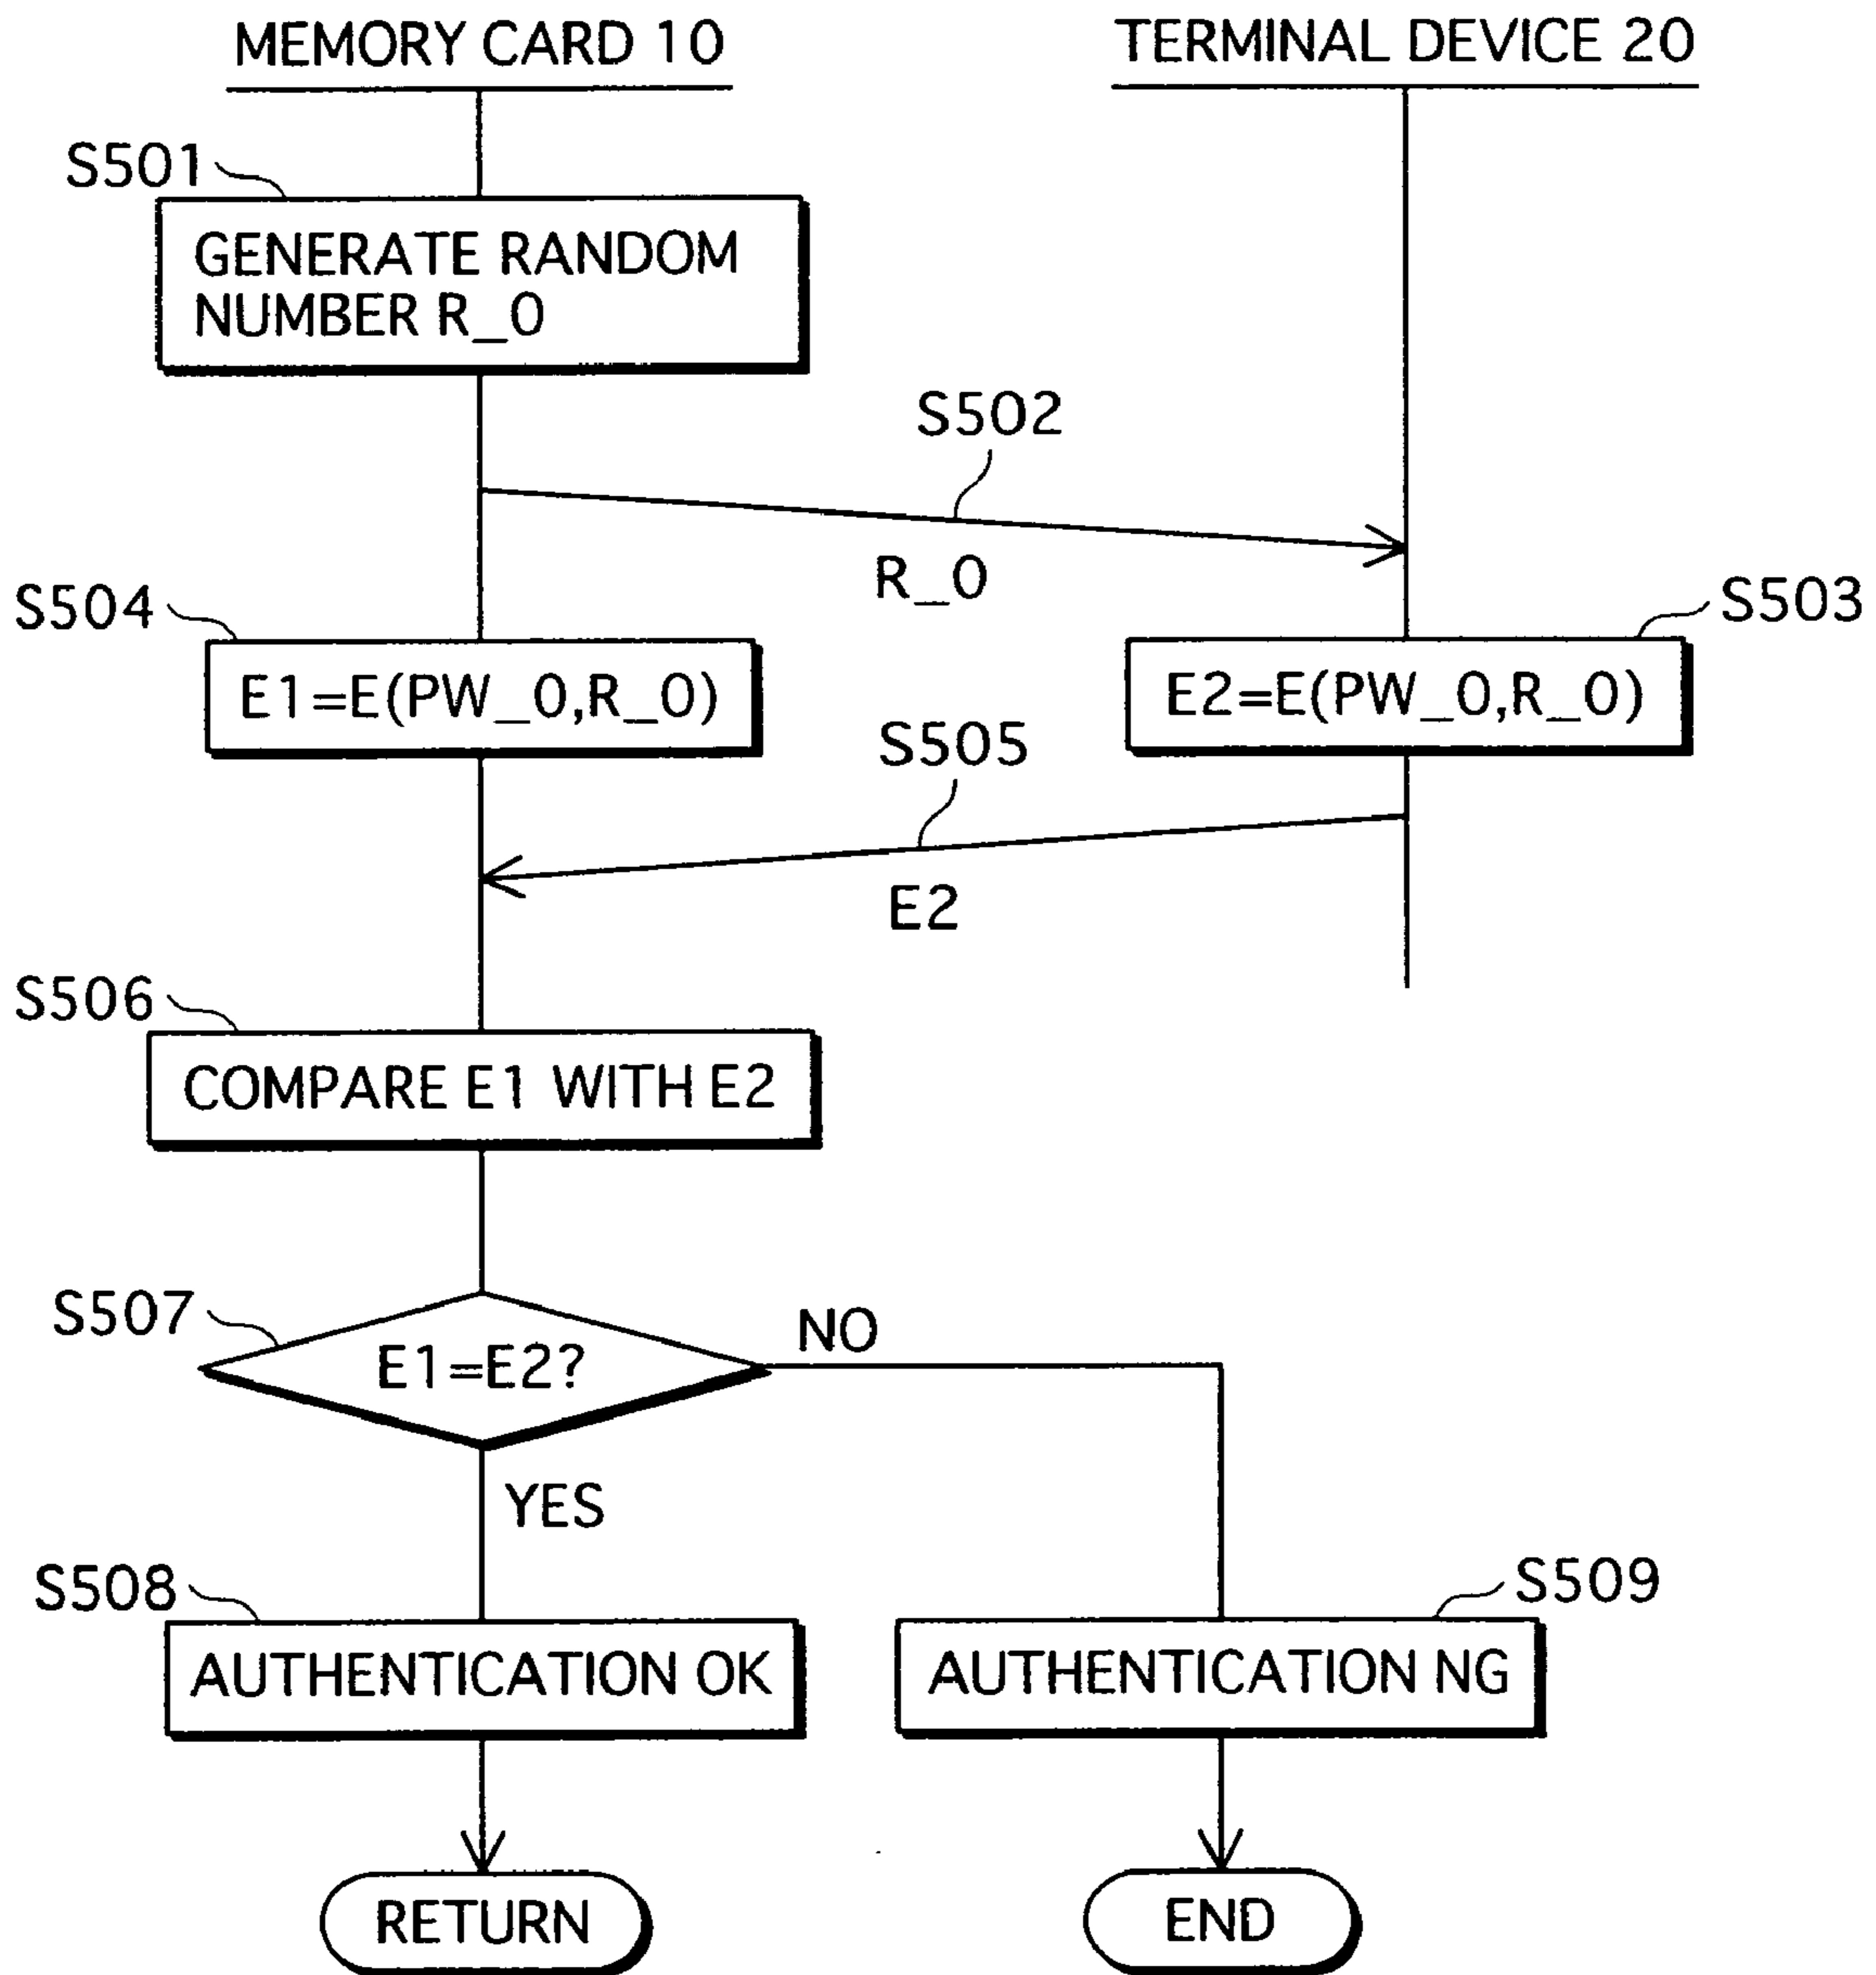 MEMORY CARD 10
TERMINAL DEVICE 20
S501
GENERATE RANDOM
NUMBER R_0
S502
R_0
S504
S503
E1=E(PW_0,R_0)
E2=E(PW_0,R_0)
S505
E2
S506
COMPARE E1 WITH E2
S507
NO
E1=E2?
YES
S508
S509
AUTHENTICATION OK
AUTHENTICATION NG
RETURN
END